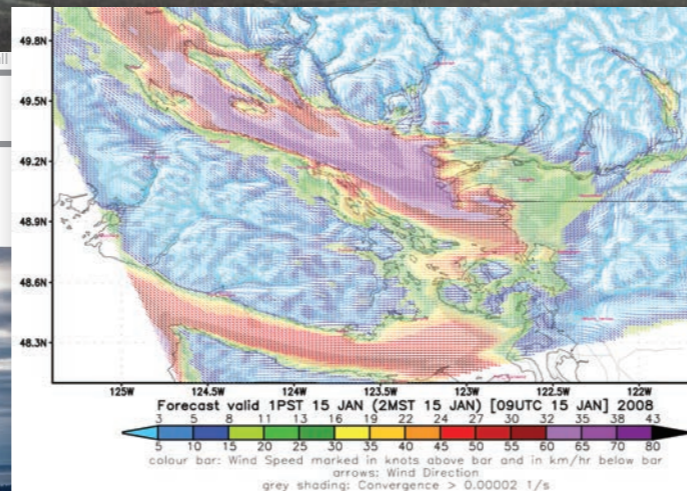 49.8N
49.5N
49.2N
48.9N
48.6N
48.3N
125W 124.5W 124W 123.5W 123W 122.5W 122W
Forecast valid 1PST 15 JAN (2MST 15 JAN) [09UTC 15 JAN] 2008
3 5 8 11 13 16 19 22 24 27 30 32 35 38 40 43
5 10 15 20 25 30 35 40 45 50 55 60 65 70 80
colour bar: Wind Speed marked in knots above bar and in km/hr below bar
arrows: Wind Direction
grey shading: Convergence > 0.00002 1/s